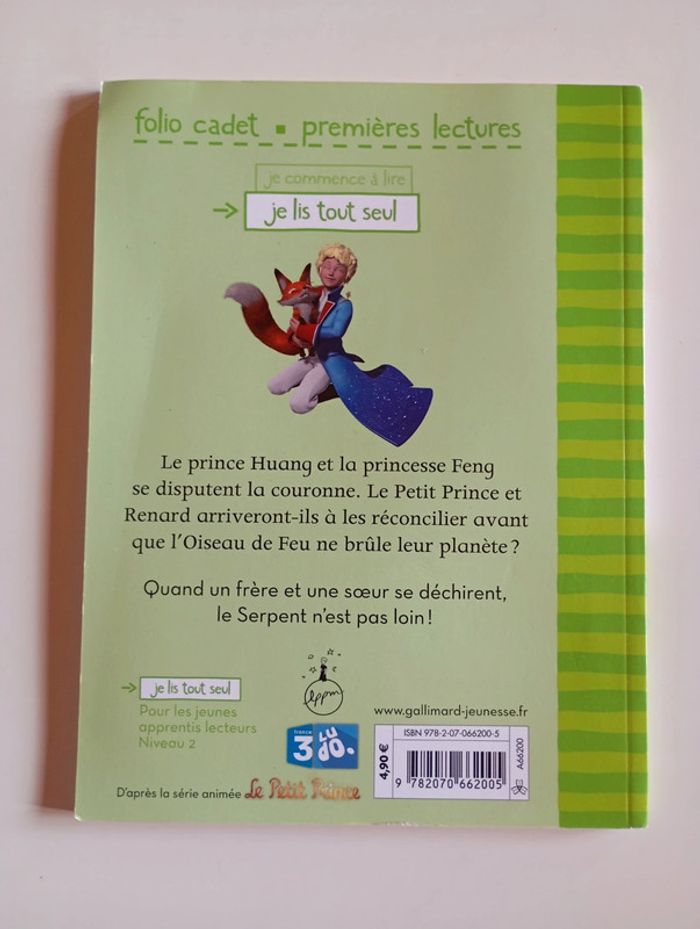 folio cadet ▪ premières lectures
je commence à lire
→ je lis tout seul
Le prince Huang et la princesse Feng
se disputent la couronne. Le Petit Prince et
Renard arriveront-ils à les réconcilier avant
que l'Oiseau de Feu ne brûle leur planète ?
Quand un frère et une sœur se déchirent,
le Serpent n'est pas loin !
→ je lis tout seul
Pour les jeunes
apprentis lecteurs
Niveau 2
lppm
france 3 LUDO.
D'après la série animée Le Petit Prince
www.gallimard-jeunesse.fr
ISBN 978-2-07-066200-5
4,90 €
9 782070 662005
A66200